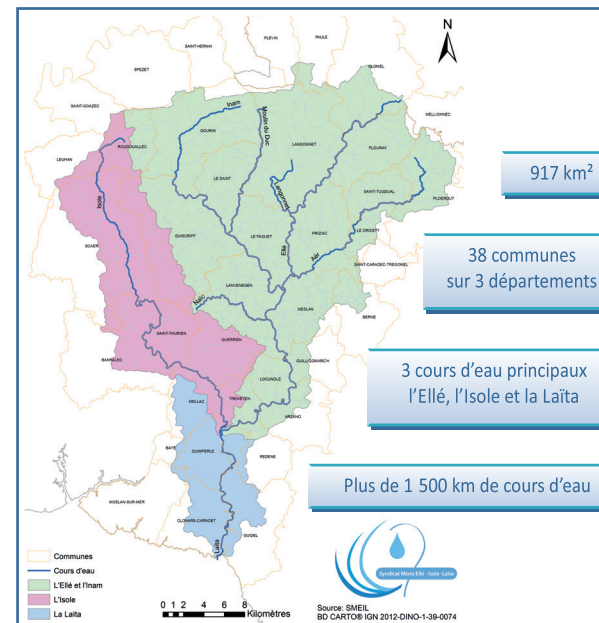 N
PLEVIN
PAULE
SAINT-HERNIN
SPEZET
GLOMEL
SAINT-GOAZEC
MELLIONNEC
Inam
Moulin du Duc
GOURIN
LANGONNET
PLOURAY
ROUDOUALLEC
LEUHAN
LE SAINT
Langonnet
SAINT-TUGDUAL
PLOERDUT
Isole
SCAER
GUISCRIFF
LE FAOUET
Ellé
PRIZIAC
Aër
LE CROISTY
SAINT-CARADEC-TREGOMEL
LANVENEGEN
Naïc
MESLAN
BERNE
SAINT-THURIEN
QUERRIEN
GUILLIGOMARCH
BANNALEC
LOCUNOLE
MELLAC
TREMEVEN
ARZANO
BAYE
QUIMPERLE
REDENE
MOELAN-SUR-MER
CLOHARS-CARNOET
GUIDEL
Laïta
917 km²
38 communes
sur 3 départements
3 cours d'eau principaux
l'Ellé, l'Isole et la Laïta
Plus de 1 500 km de cours d'eau
Communes
Cours d'eau
L'Ellé et l'Inam
L'Isole
La Laïta
0 1 2 4 6 8
Kilomètres
Syndicat Mixte Ellé - Isole -Laïta
Source: SMEIL
BD CARTO® IGN 2012-DINO-1-39-0074